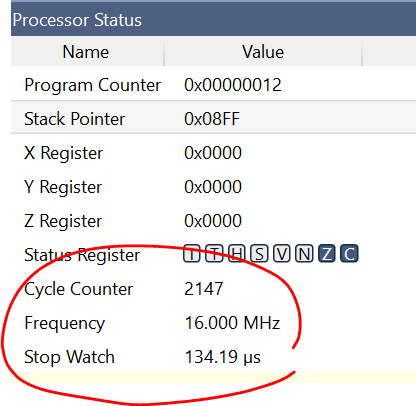 Processor Status
Name Value
Program Counter 0x00000012
Stack Pointer 0x08FF
X Register 0x0000
Y Register 0x0000
Z Register 0x0000
Status Register I T H S V N Z C
Cycle Counter 2147
Frequency 16.000 MHz
Stop Watch 134.19 µs